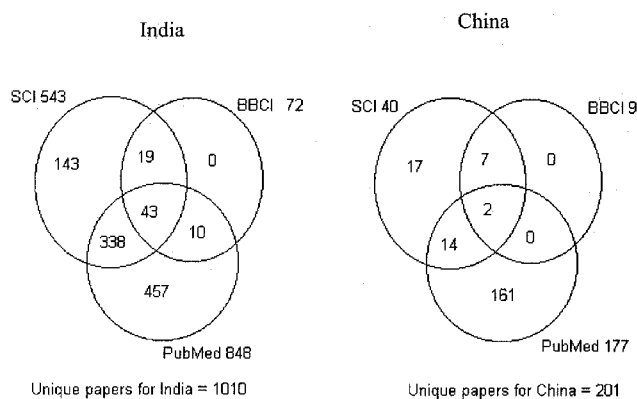 India
China
SCI 543
BBCI 72
143
19
0
43
338
10
457
PubMed 848
Unique papers for India = 1010
SCI 40
BBCI 9
17
7
0
2
14
0
161
PubMed 177
Unique papers for China = 201